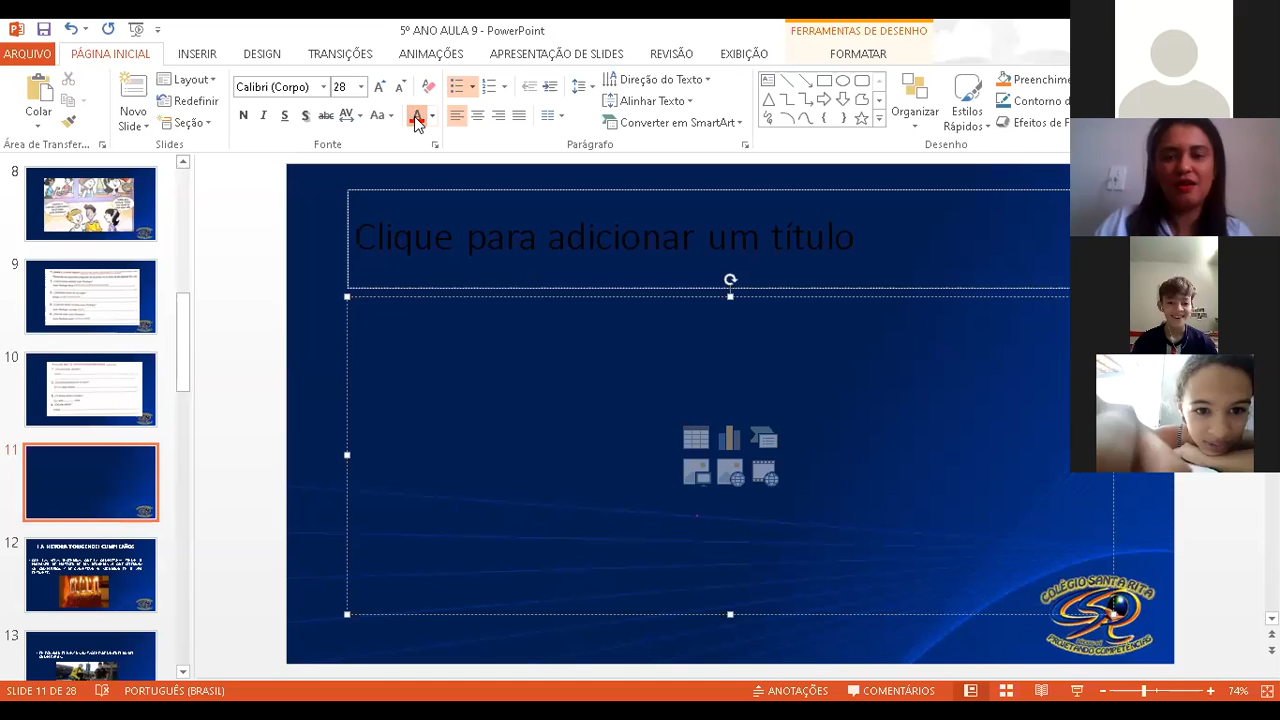 5º ANO AULA 9 - PowerPoint
FERRAMENTAS DE DESENHO
ARQUIVO PÁGINA INICIAL INSERIR DESIGN TRANSIÇÕES ANIMAÇÕES APRESENTAÇÃO DE SLIDES REVISÃO EXIBIÇÃO FORMATAR
Colar
Novo Slide
Layout
Redefinir
Seção
Calibri (Corpo) 28
N I S S abc AV Aa A
Direção do Texto
Alinhar Texto
Converter em SmartArt
Organizar
Estilos Rápidos
Preenchime
Contorno d
Efeitos de F
Área de Transfer... Slides Fonte Parágrafo Desenho
8
9
10
11
12
13
Clique para adicionar um título
COLÉGIO SANTA RITA
PROJETANDO COMPETÊNCIAS
SLIDE 11 DE 28 PORTUGUÊS (BRASIL) ANOTAÇÕES COMENTÁRIOS 74%